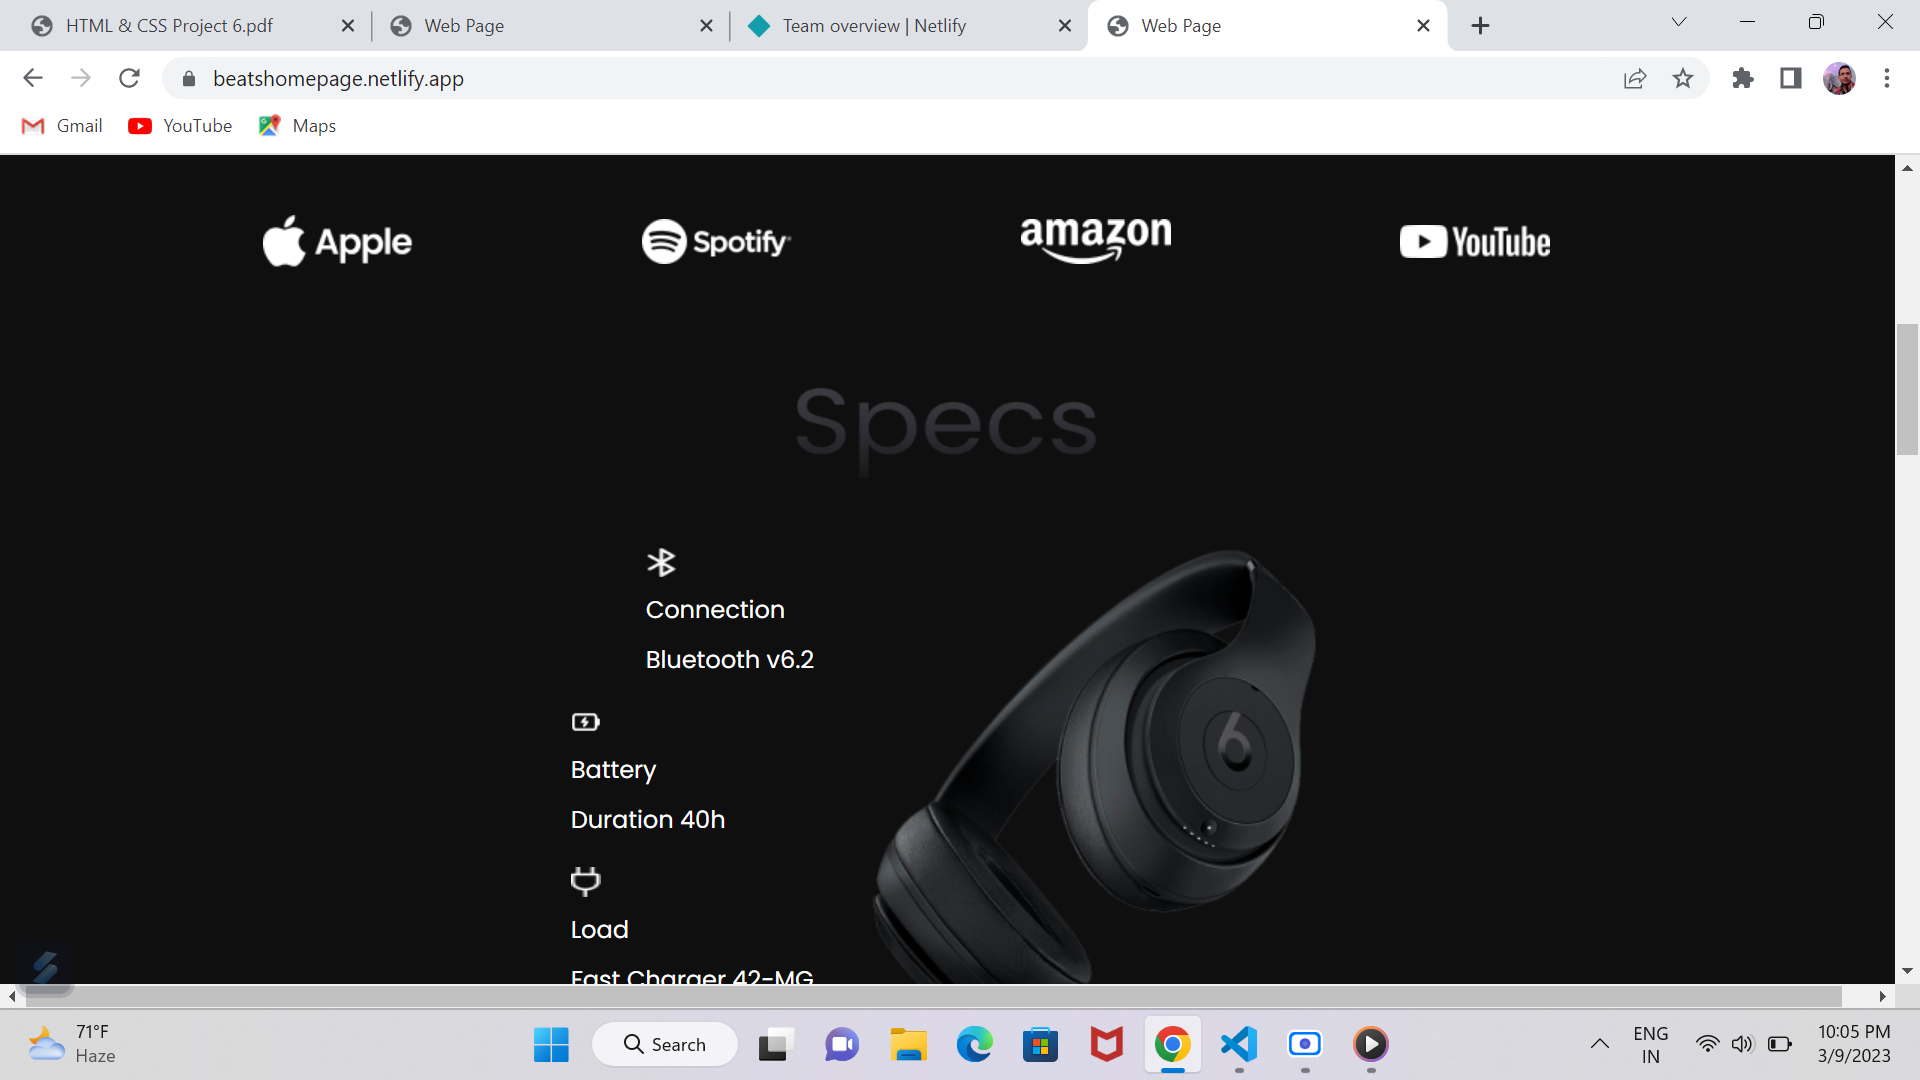 HTML & CSS Project 6.pdf
Web Page
Team overview | Netlify
Web Page
beatshomepage.netlify.app
Gmail
YouTube
Maps
Apple
Spotify
amazon
YouTube
Specs
Connection
Bluetooth v6.2
Battery
Duration 40h
Load
Fast Charger 42-MG
71°F
Haze
Search
ENG
IN
10:05 PM
3/9/2023